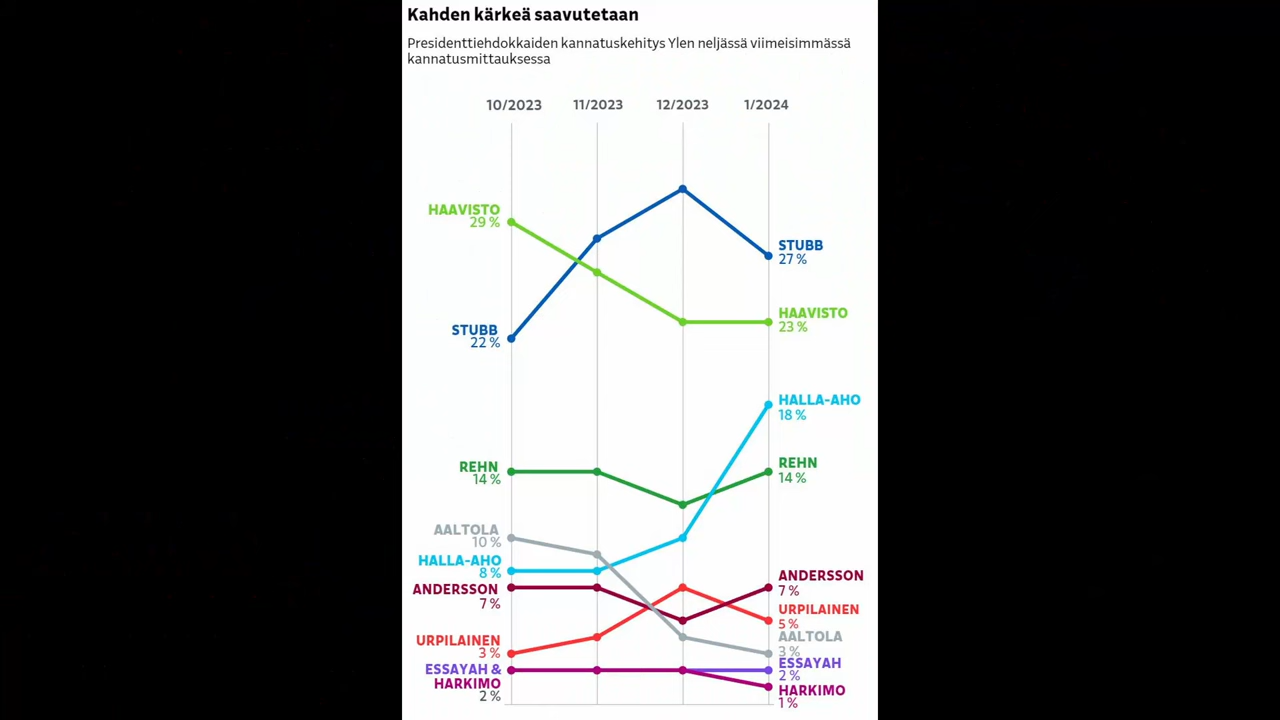 Kahden kärkeä saavutetaan
Presidenttiehdokkaiden kannatuskehitys Ylen neljässä viimeisimmässä
kannatusmittauksessa
10/2023 11/2023 12/2023 1/2024
HAAVISTO
29 %
STUBB
22 %
REHN
14 %
AALTOLA
10 %
HALLA-AHO
8 %
ANDERSSON
7 %
URPILAINEN
3 %
ESSAYAH &
HARKIMO
2 %
STUBB
27 %
HAAVISTO
23 %
HALLA-AHO
18 %
REHN
14 %
ANDERSSON
7 %
URPILAINEN
5 %
AALTOLA
3 %
ESSAYAH
2 %
HARKIMO
1 %